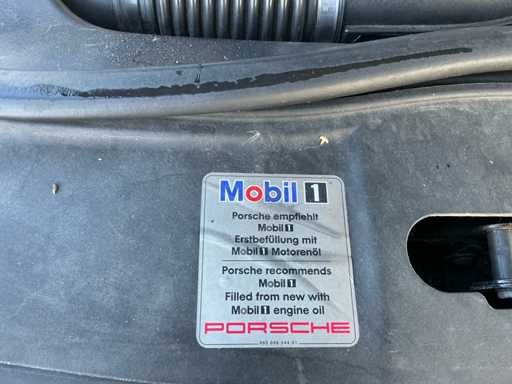 Mobil 1
Porsche empfiehlt
Mobil 1
Erstbefüllung mit
Mobil 1 Motorenöl
Porsche recommends
Mobil 1
Filled from new with
Mobil 1 engine oil
PORSCHE